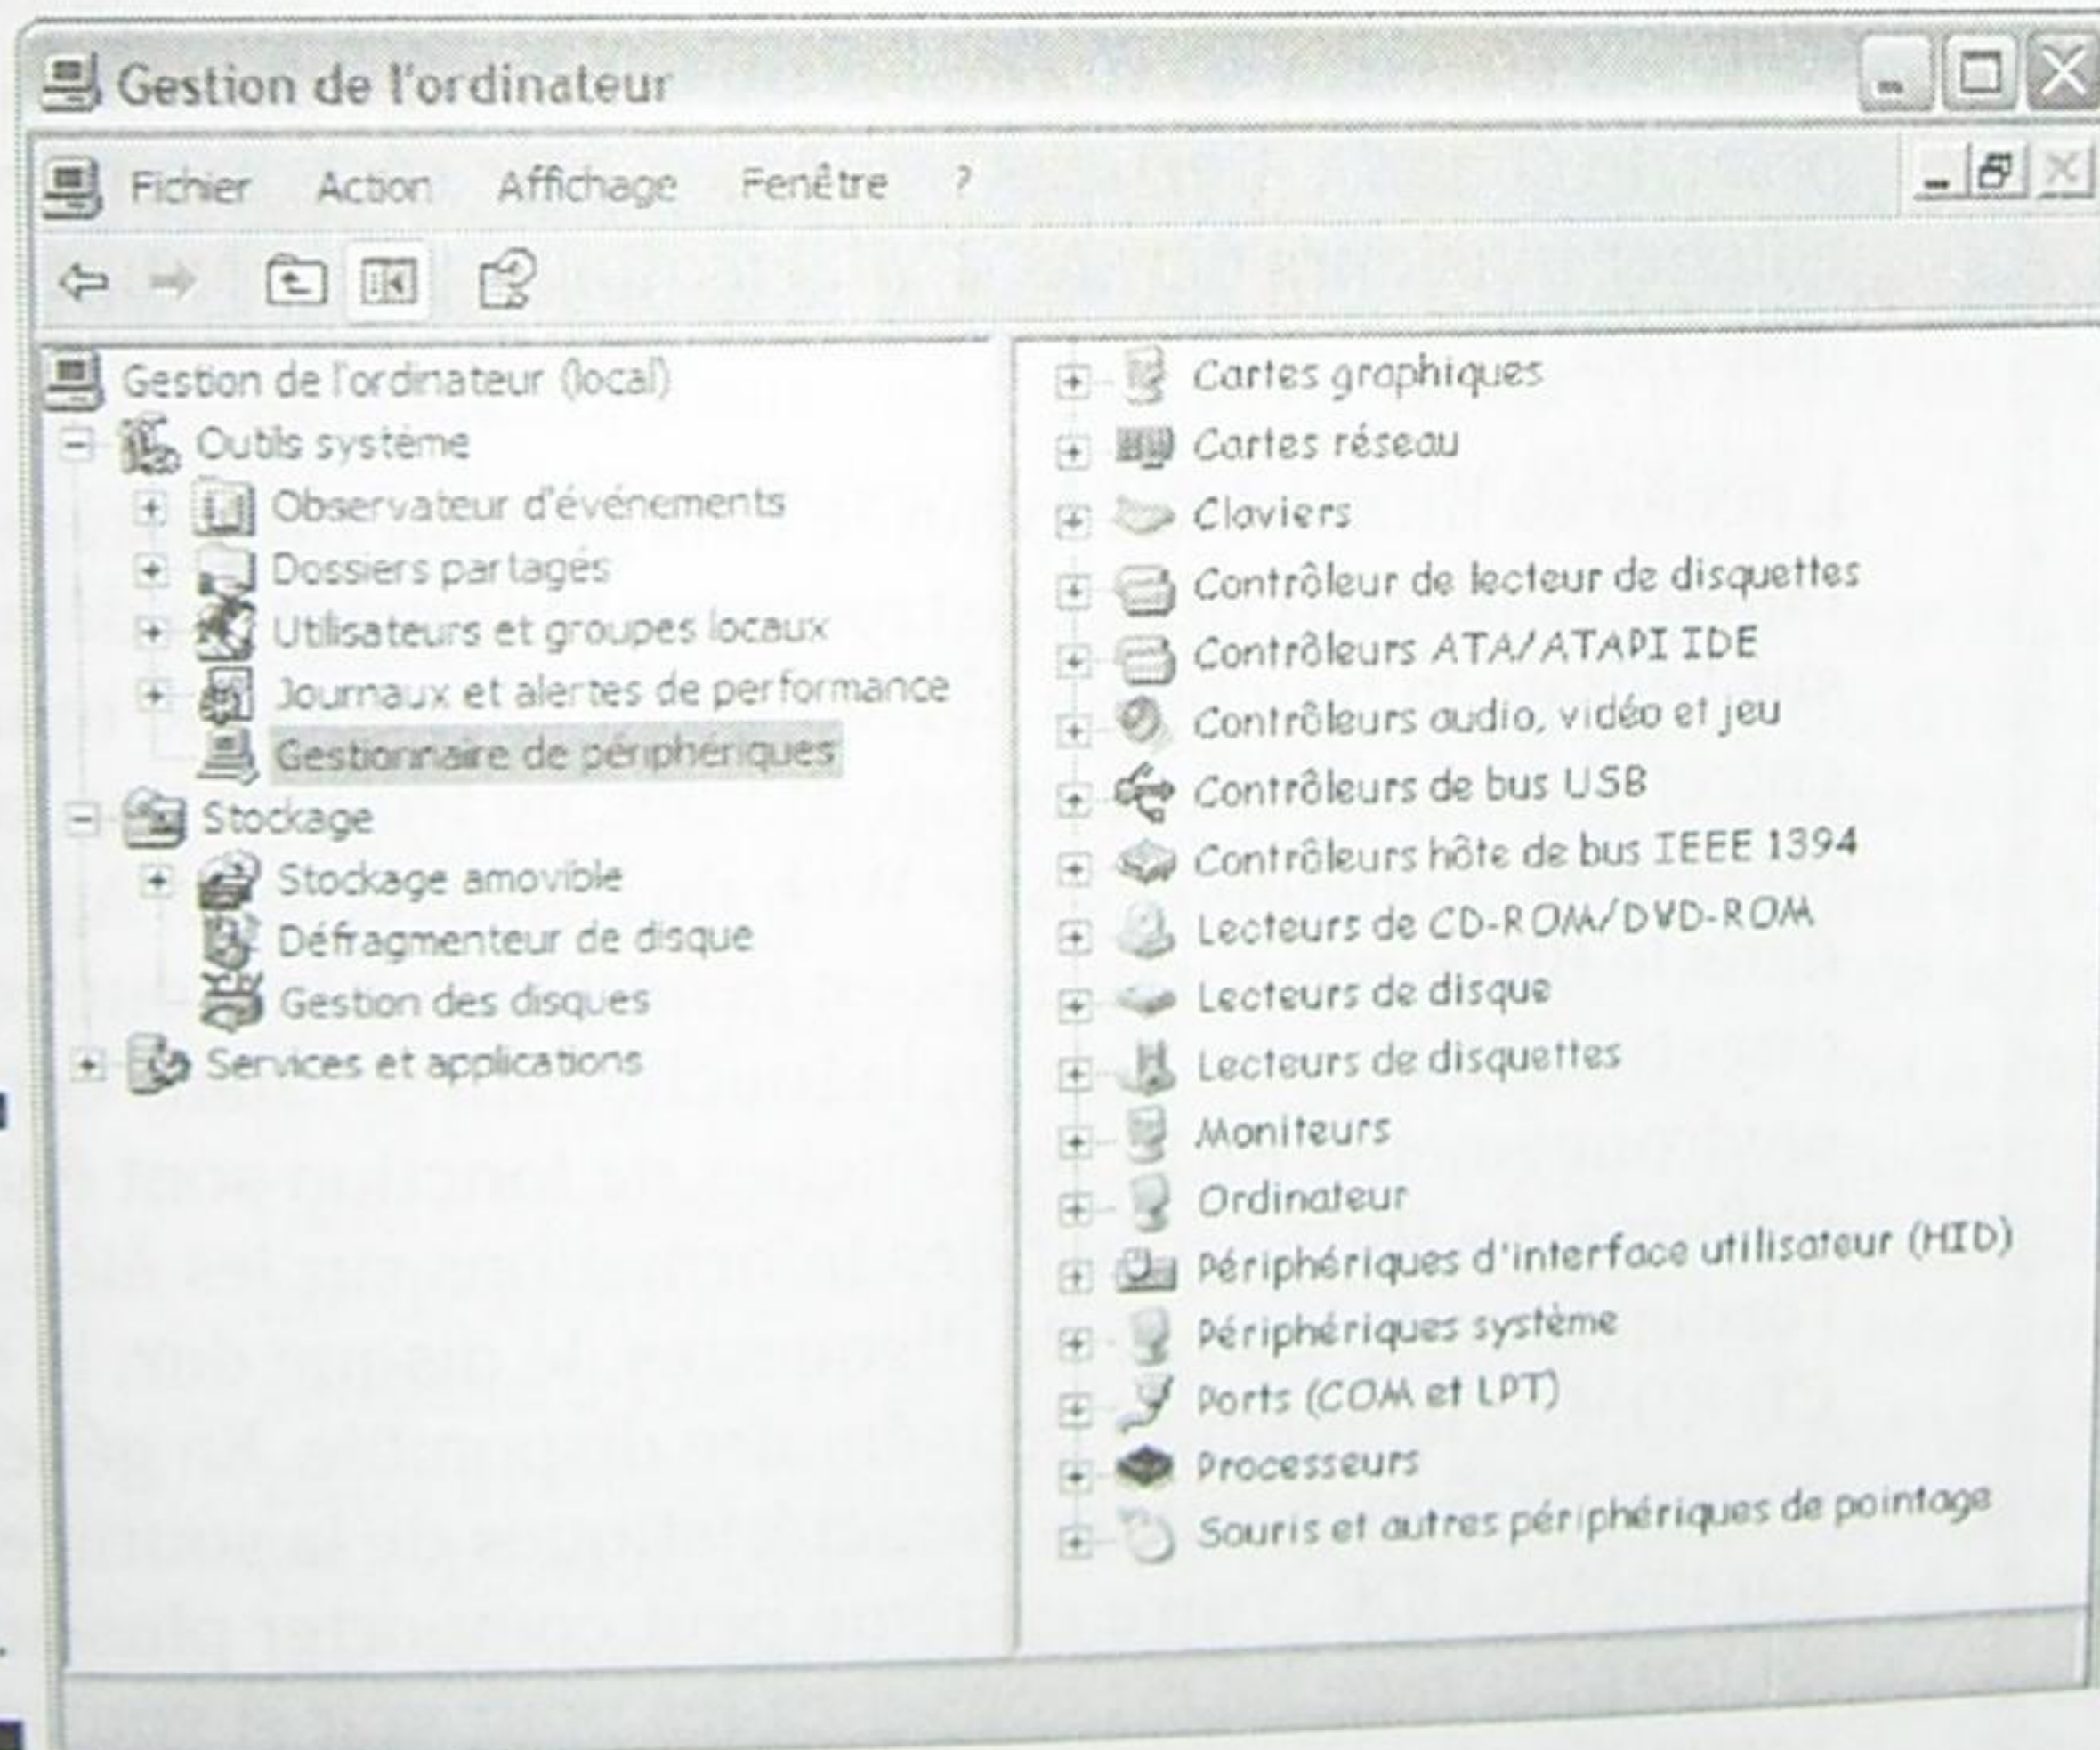 Gestion de l'ordinateur
Fichier Action Affichage Fenêtre ?
Gestion de l'ordinateur (local)
Outils système
Observateur d'événements
Dossiers partagés
Utilisateurs et groupes locaux
Journaux et alertes de performance
Gestionnaire de périphériques
Stockage
Stockage amovible
Défragmenteur de disque
Gestion des disques
Services et applications
Cartes graphiques
Cartes réseau
Claviers
Contrôleur de lecteur de disquettes
Contrôleurs ATA/ATAPI IDE
Contrôleurs audio, vidéo et jeu
Contrôleurs de bus USB
Contrôleurs hôte de bus IEEE 1394
Lecteurs de CD-ROM/DVD-ROM
Lecteurs de disque
Lecteurs de disquettes
Moniteurs
Ordinateur
Périphériques d'interface utilisateur (HID)
Périphériques système
Ports (COM et LPT)
Processeurs
Souris et autres périphériques de pointage